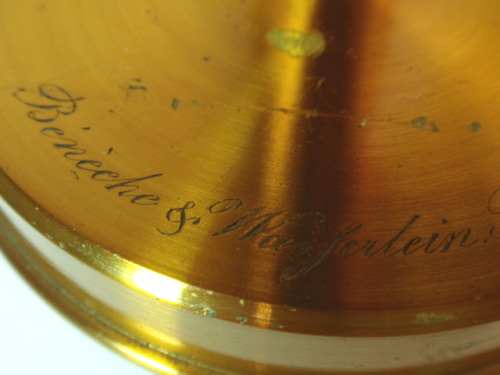 Bénèche & Wasserlein.